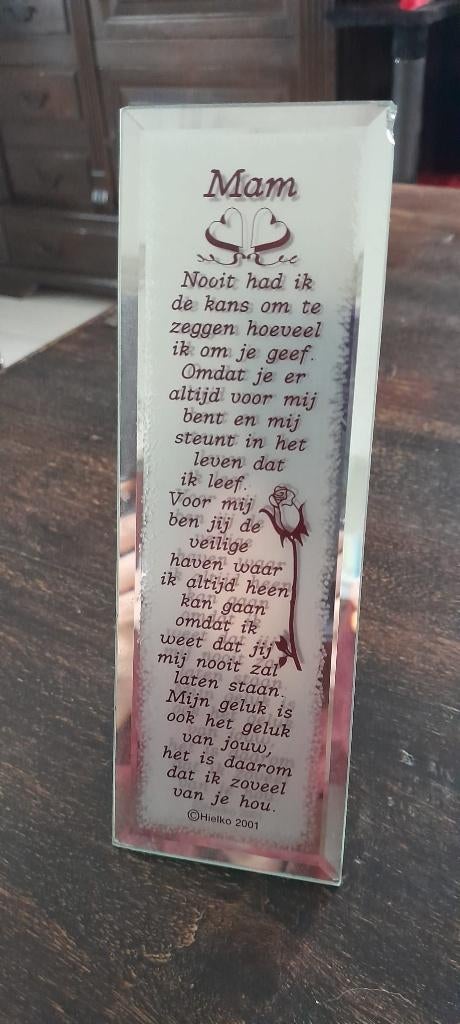 Mam
Nooit had ik
de kans om te
zeggen hoeveel
ik om je geef.
Omdat je er
altijd voor mij
bent en mij
steunt in het
leven dat
ik leef.
Voor mij
ben jij de
veilige
haven waar
ik altijd heen
kan gaan
omdat ik
weet dat jij
mij nooit zal
laten staan.
Mijn geluk is
ook het geluk
van jouw,
het is daarom
dat ik zoveel
van je hou.
©Hielko 2001